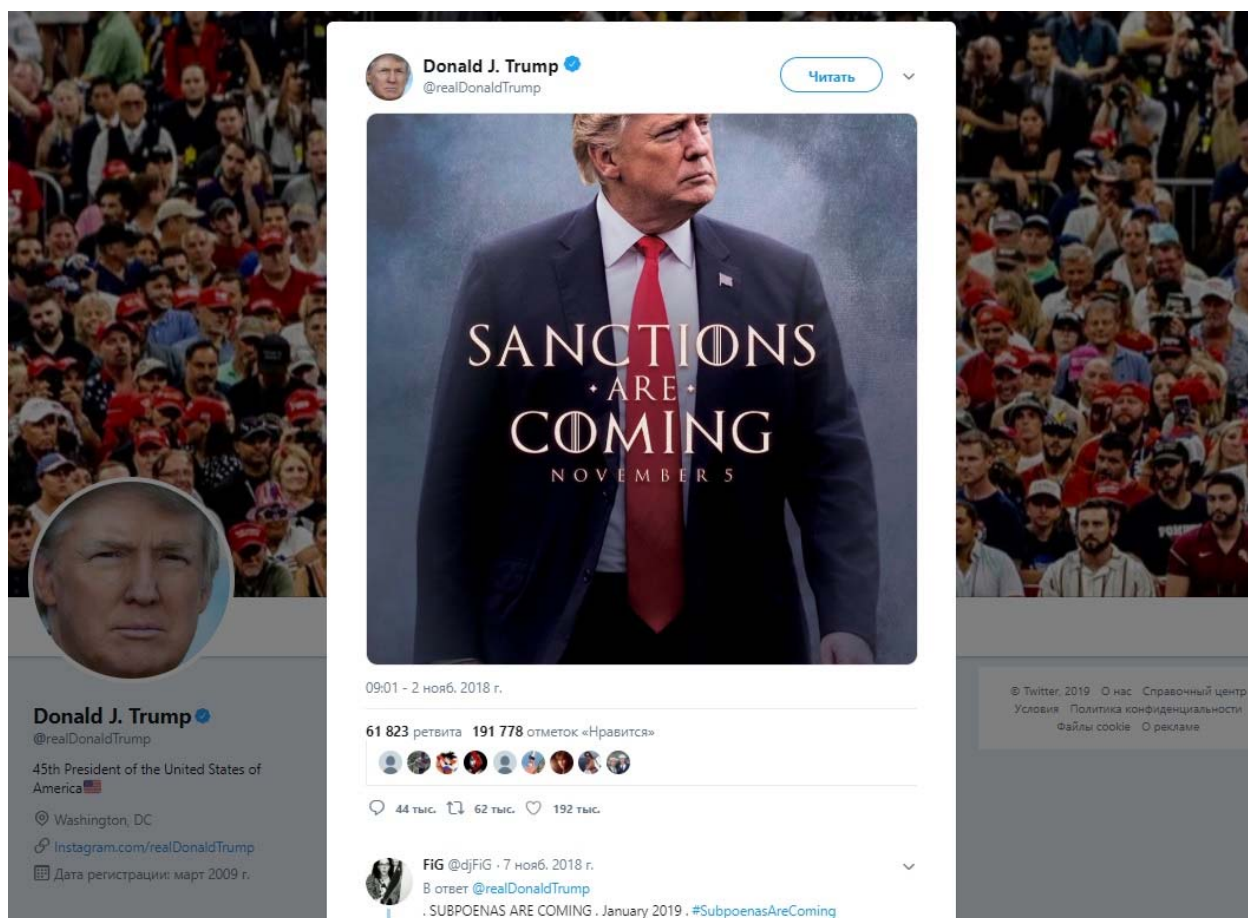 Donald J. Trump
@realDonaldTrump
Читать
SANCTIONS
• ARE •
COMING
NOVEMBER 5
09:01 - 2 нояб. 2018 г.
61 823 ретвита 191 778 отметок «Нравится»
44 тыс. 62 тыс. 192 тыс.
FiG @djFiG · 7 нояб. 2018 г.
В ответ @realDonaldTrump
. SUBPOENAS ARE COMING . January 2019 . #SubpoenasAreComing
Donald J. Trump
@realDonaldTrump
45th President of the United States of
America
Washington, DC
Instagram.com/realDonaldTrump
Дата регистрации: март 2009 г.
© Twitter, 2019 О нас Справочный центр
Условия Политика конфиденциальности
Файлы cookie О рекламе